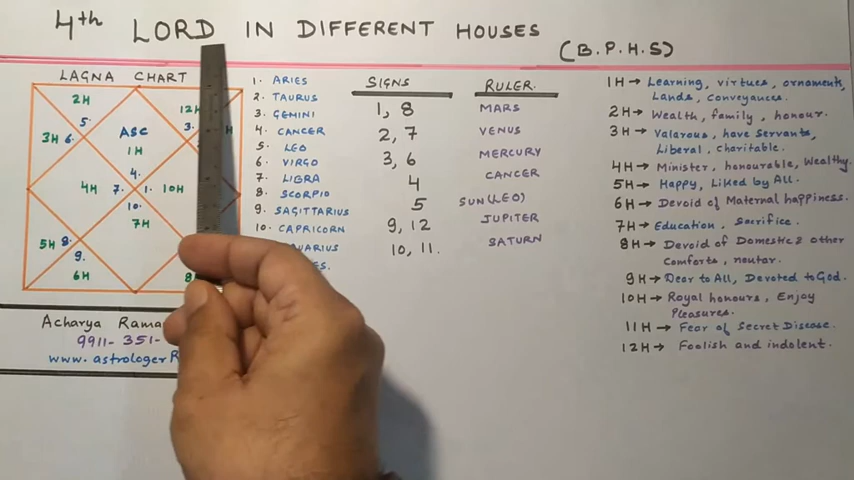 4th LORD IN DIFFERENT HOUSES
(B.P.H.S)
LAGNA CHART
2H
5.
12H
3.
3H 6.
ASC
1H
4.
4H 7. 1. 10H
10.
7H
5H 8.
9.
6H
1. ARIES
2. TAURUS
3. GEMINI
4. CANCER
5. LEO
6. VIRGO
7. LIBRA
8. SCORPIO
9. SAGITTARIUS
10. CAPRICORN
SIGNS RULER.
1, 8 MARS
2, 7 VENUS
3, 6 MERCURY
4 CANCER
5 SUN(LEO)
9, 12 JUPITER
10, 11. SATURN
1H → Learning, virtues, ornaments,
Lands, conveyances.
2H → Wealth, family, honour.
3H → Valarous, have Servants,
Liberal, charitable.
4H → Minister, honourable, Wealthy.
5H → Happy, Liked by All.
6H → Devoid of Maternal happiness.
7H → Education, Sacrifice.
8H → Devoid of Domestic & other
Comforts, neutor.
9H → Dear to All, Devoted to God.
10H → Royal honours, Enjoy
Pleasures.
11H → Fear of Secret Disease.
12H → Foolish and indolent.
Acharya Rama
9911-351-
www.astrologerR